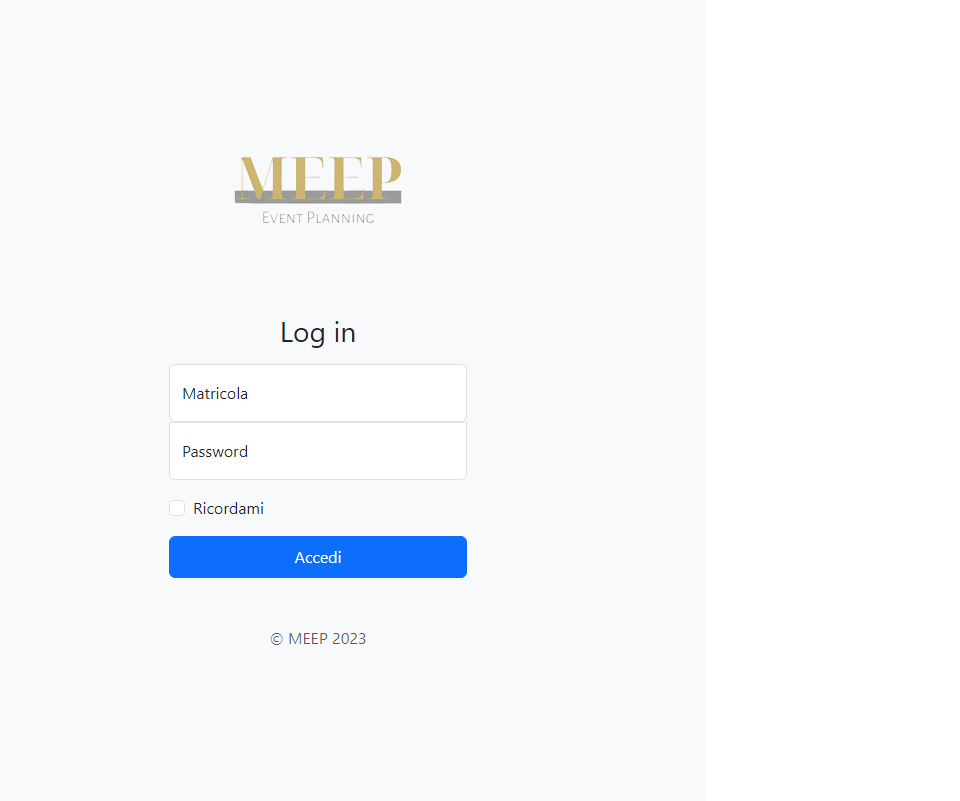 MEEP
Event Planning
Log in
Matricola
Password
Ricordami
Accedi
© MEEP 2023